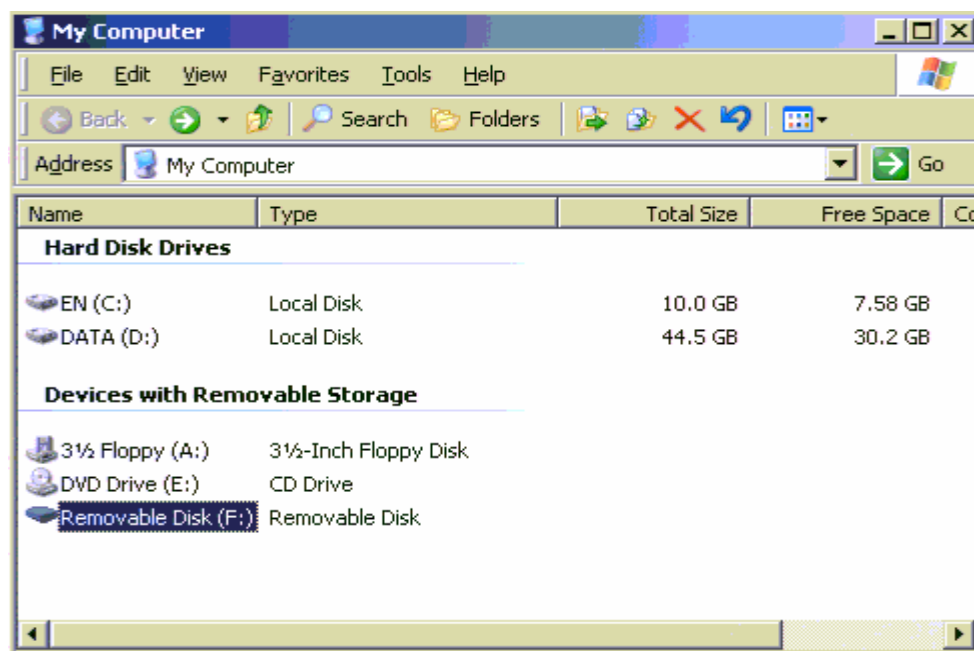 My Computer
File Edit View Favorites Tools Help
Back Search Folders
Address My Computer Go
Name Type Total Size Free Space
Hard Disk Drives
EN (C:) Local Disk 10.0 GB 7.58 GB
DATA (D:) Local Disk 44.5 GB 30.2 GB
Devices with Removable Storage
3½ Floppy (A:) 3½-Inch Floppy Disk
DVD Drive (E:) CD Drive
Removable Disk (F:) Removable Disk